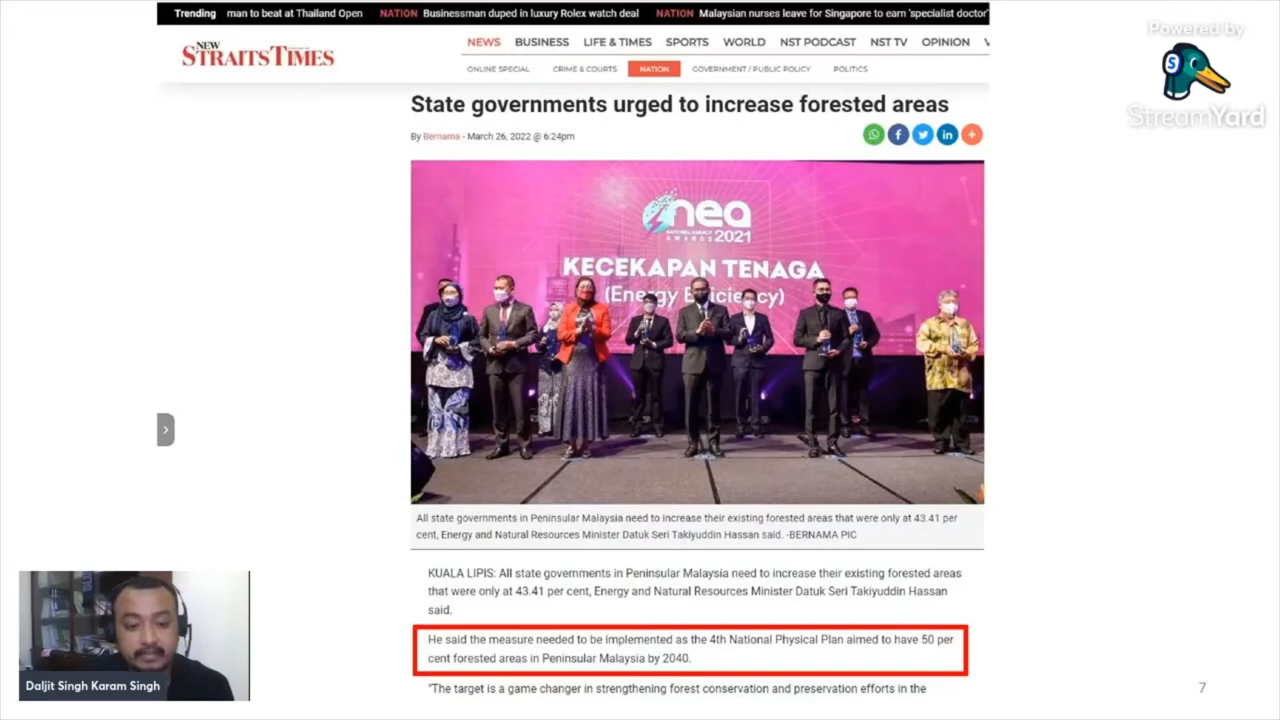 Trending man to beat at Thailand Open NATION Businessman duped in luxury Rolex watch deal NATION Malaysian nurses leave for Singapore to earn 'specialist doctor'
Powered by
StreamYard
NEW
STRAITS TIMES
NEWS BUSINESS LIFE & TIMES SPORTS WORLD NST PODCAST NST TV OPINION
ONLINE SPECIAL CRIME & COURTS NATION GOVERNMENT / PUBLIC POLICY POLITICS
State governments urged to increase forested areas
By Bernama - March 26, 2022 @ 6:24pm
nea
AWARDS 2021
KECEKAPAN TENAGA
(Energy Efficiency)
All state governments in Peninsular Malaysia need to increase their existing forested areas that were only at 43.41 per
cent, Energy and Natural Resources Minister Datuk Seri Takiyuddin Hassan said. -BERNAMA PIC
KUALA LIPIS: All state governments in Peninsular Malaysia need to increase their existing forested areas
that were only at 43.41 per cent, Energy and Natural Resources Minister Datuk Seri Takiyuddin Hassan
said.
He said the measure needed to be implemented as the 4th National Physical Plan aimed to have 50 per
cent forested areas in Peninsular Malaysia by 2040.
"The target is a game changer in strengthening forest conservation and preservation efforts in the
Daljit Singh Karam Singh
7